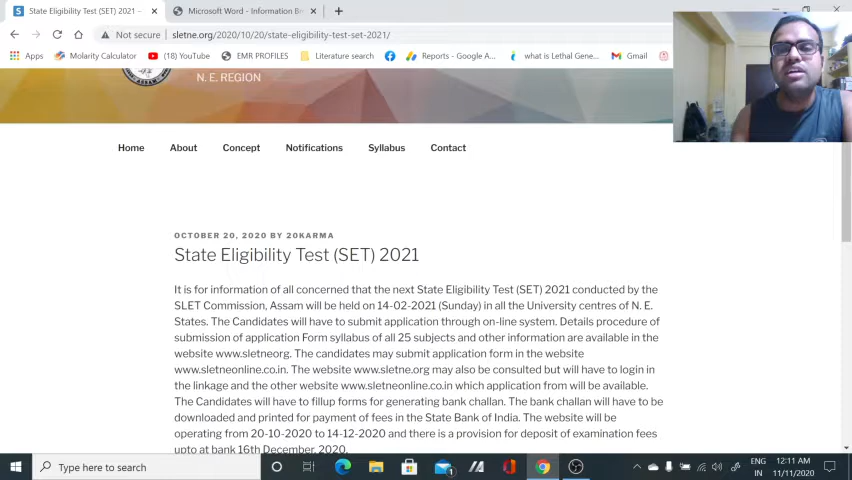 State Eligibility Test (SET) 2021 –
Microsoft Word - Information Br
Not secure
sletne.org/2020/10/20/state-eligibility-test-set-2021/
Apps
Molarity Calculator
(18) YouTube
EMR PROFILES
Literature search
Reports - Google A...
what is Lethal Gene...
Gmail
N. E. REGION
Home
About
Concept
Notifications
Syllabus
Contact
OCTOBER 20, 2020 BY 20KARMA
State Eligibility Test (SET) 2021
It is for information of all concerned that the next State Eligibility Test (SET) 2021 conducted by the
SLET Commission, Assam will be held on 14-02-2021 (Sunday) in all the University centres of N. E.
States. The Candidates will have to submit application through on-line system. Details procedure of
submission of application Form syllabus of all 25 subjects and other information are available in the
website www.sletneorg. The candidates may submit application form in the website
www.sletneonline.co.in. The website www.sletne.org may also be consulted but will have to login in
the linkage and the other website www.sletneonline.co.in which application from will be available.
The Candidates will have to fillup forms for generating bank challan. The bank challan will have to be
downloaded and printed for payment of fees in the State Bank of India. The website will be
operating from 20-10-2020 to 14-12-2020 and there is a provision for deposit of examination fees
upto at bank 16th December, 2020.
Type here to search
ENG
IN
12:11 AM
11/11/2020